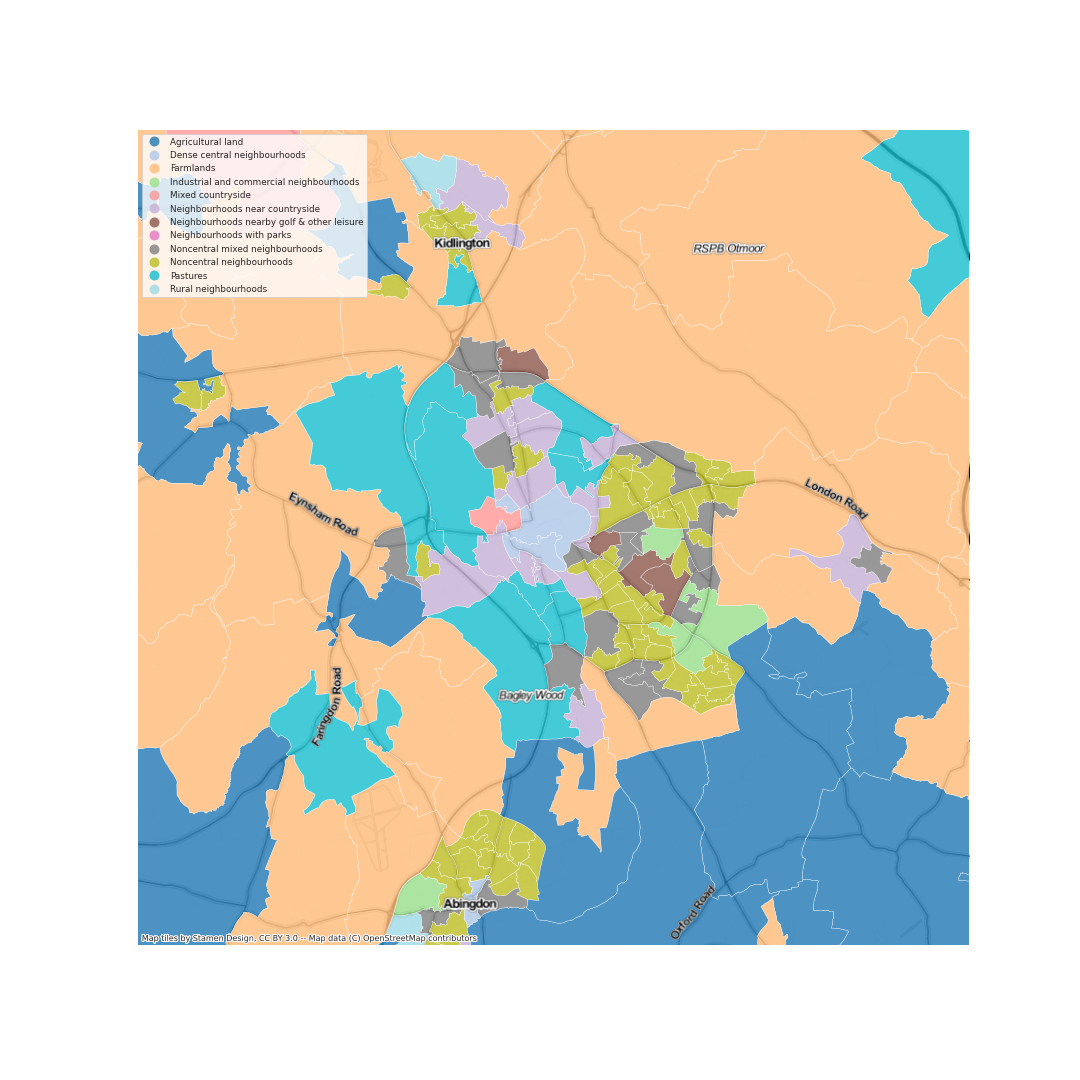 Agricultural land
Dense central neighbourhoods
Farmlands
Industrial and commercial neighbourhoods
Mixed countryside
Neighbourhoods near countryside
Neighbourhoods nearby golf & other leisure
Neighbourhoods with parks
Noncentral mixed neighbourhoods
Noncentral neighbourhoods
Pastures
Rural neighbourhoods
Kidlington
RSPB Otmoor
Eynsham Road
London Road
Faringdon Road
Bagley Wood
Abingdon
Oxford Road
Map tiles by Stamen Design, CC BY 3.0 -- Map data (C) OpenStreetMap contributors